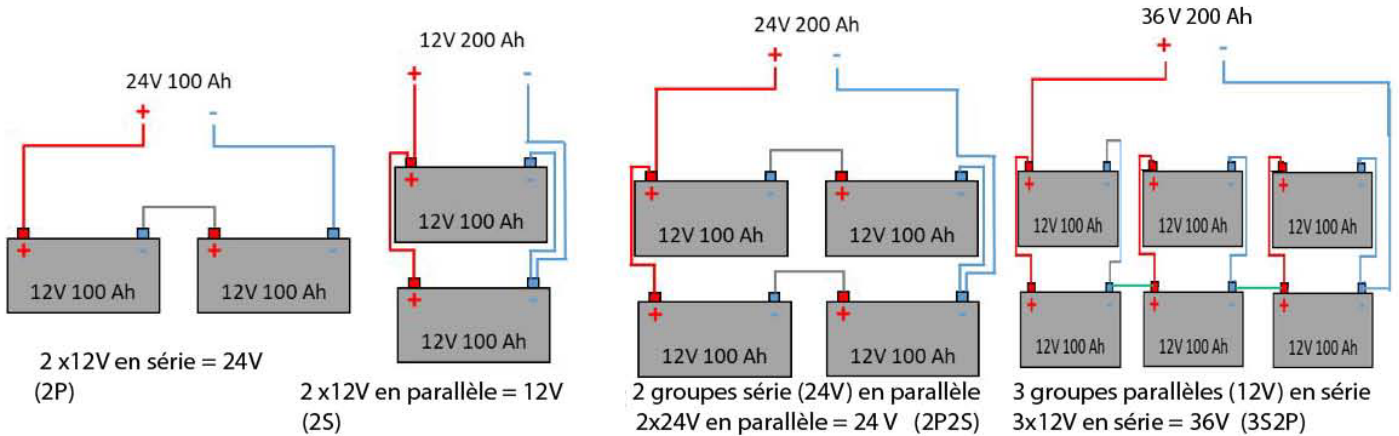 24V 100 Ah
+ -
+ - + -
12V 100 Ah 12V 100 Ah
2 x12V en série = 24V
(2P)
12V 200 Ah
+ -
+ -
12V 100 Ah
+ -
12V 100 Ah
2 x12V en parallèle = 12V
(2S)
24V 200 Ah
+ -
+ - + -
12V 100 Ah 12V 100 Ah
+ - + -
12V 100 Ah 12V 100 Ah
2 groupes série (24V) en parallèle
2x24V en parallèle = 24 V (2P2S)
36 V 200 Ah
+ -
+ - + - + -
12V 100 Ah 12V 100 Ah 12V 100 Ah
+ - + - + -
12V 100 Ah 12V 100 Ah 12V 100 Ah
3 groupes parallèles (12V) en série
3x12V en série = 36V (3S2P)